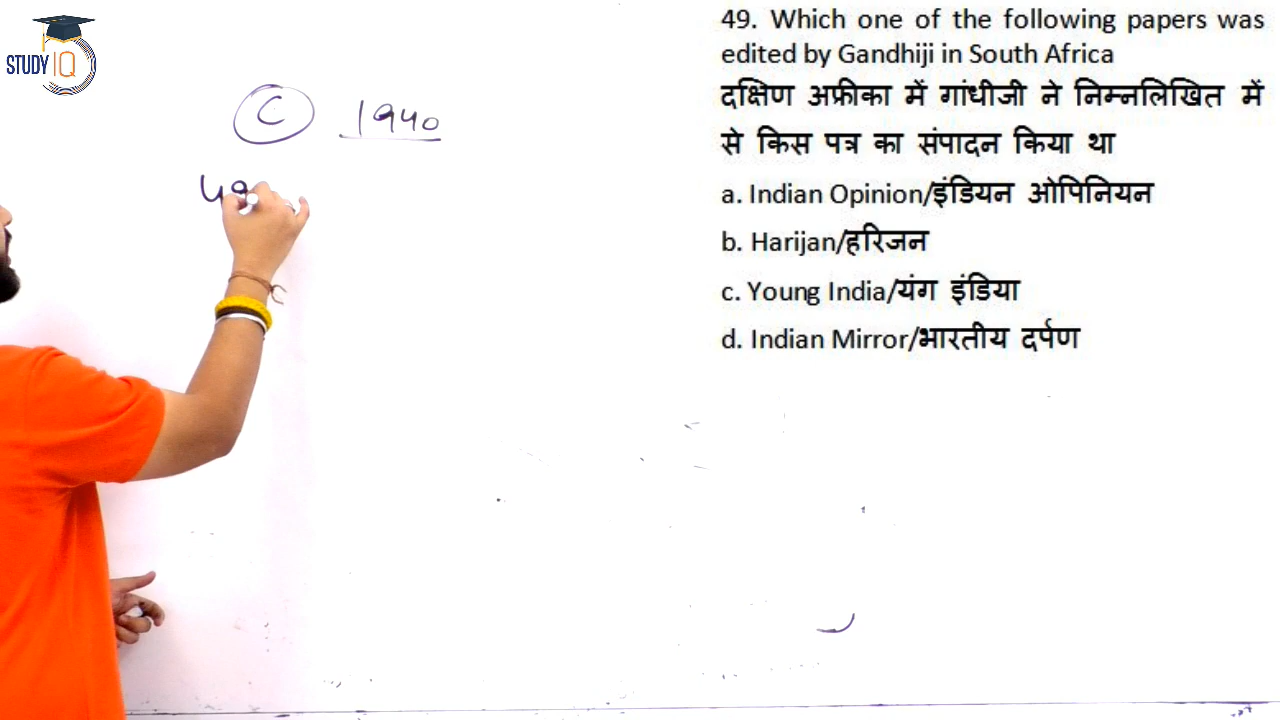 STUDY IQ
C 1940
49
49. Which one of the following papers was
edited by Gandhiji in South Africa
दक्षिण अफ्रीका में गांधीजी ने निम्नलिखित में
से किस पत्र का संपादन किया था
a. Indian Opinion/इंडियन ओपिनियन
b. Harijan/हरिजन
c. Young India/यंग इंडिया
d. Indian Mirror/भारतीय दर्पण